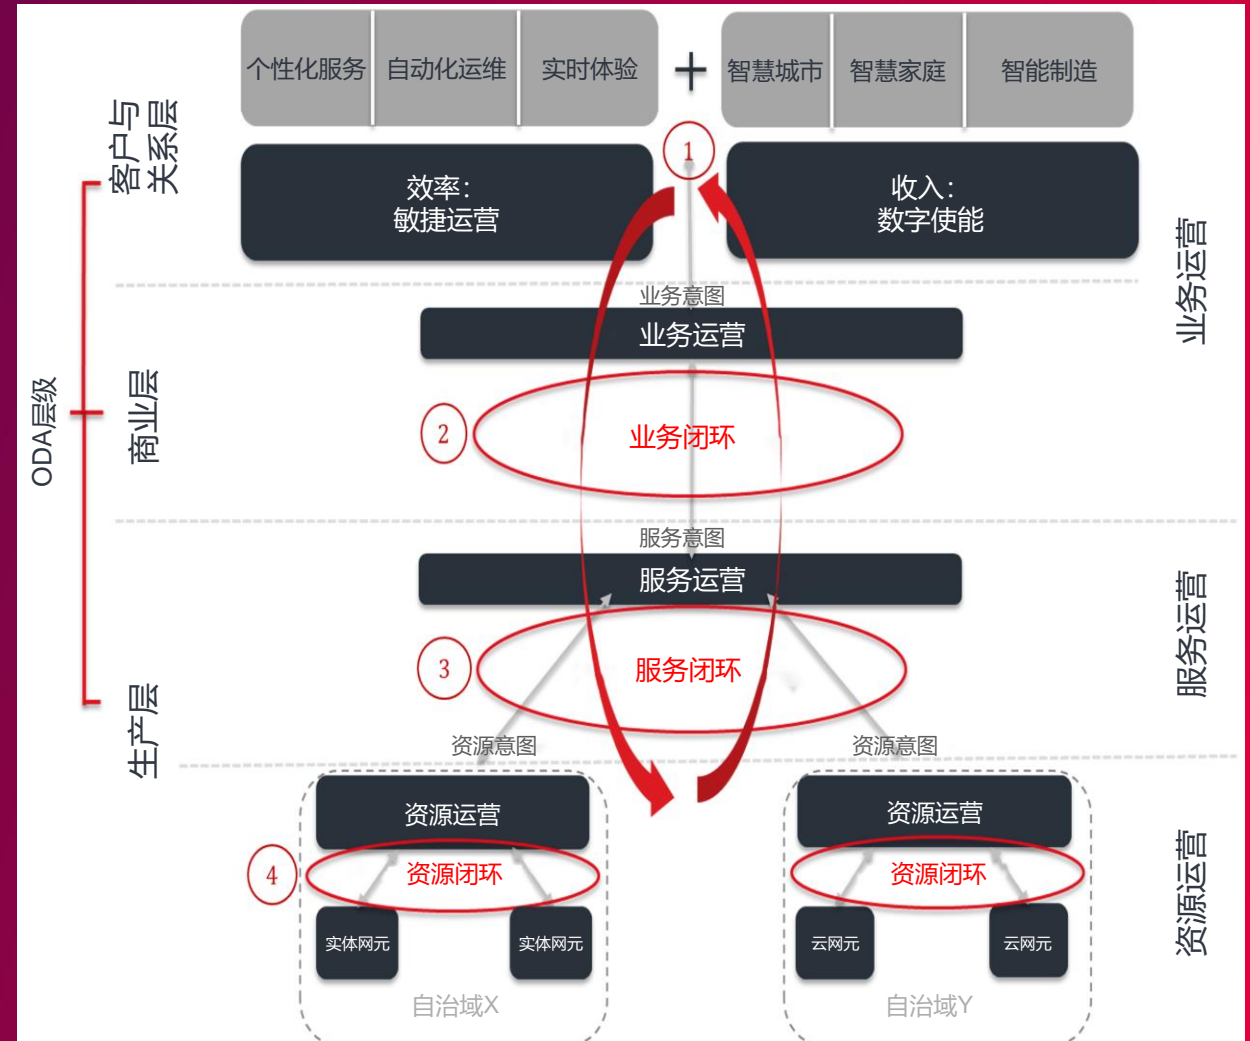 个性化服务
自动化运维
实时体验
+
智慧城市
智慧家庭
智能制造
客户与
关系层
1
效率：
敏捷运营
收入：
数字使能
业务运营
业务意图
业务运营
ODA层级
商业层
2
业务闭环
服务意图
服务运营
服务运营
3
服务闭环
生产层
资源意图
资源意图
资源运营
资源运营
资源运营
4
资源闭环
资源闭环
实体网元
实体网元
云网元
云网元
自治域X
自治域Y